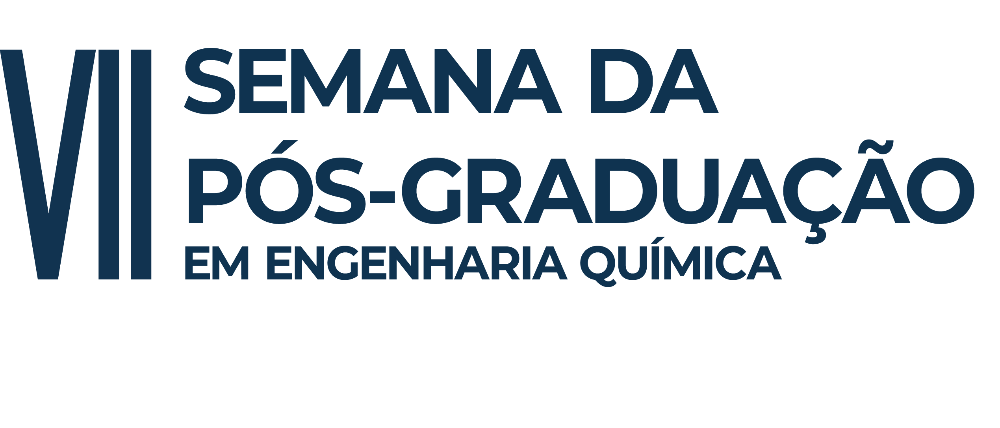 VII
SEMANA DA
PÓS-GRADUAÇÃO
EM ENGENHARIA QUÍMICA